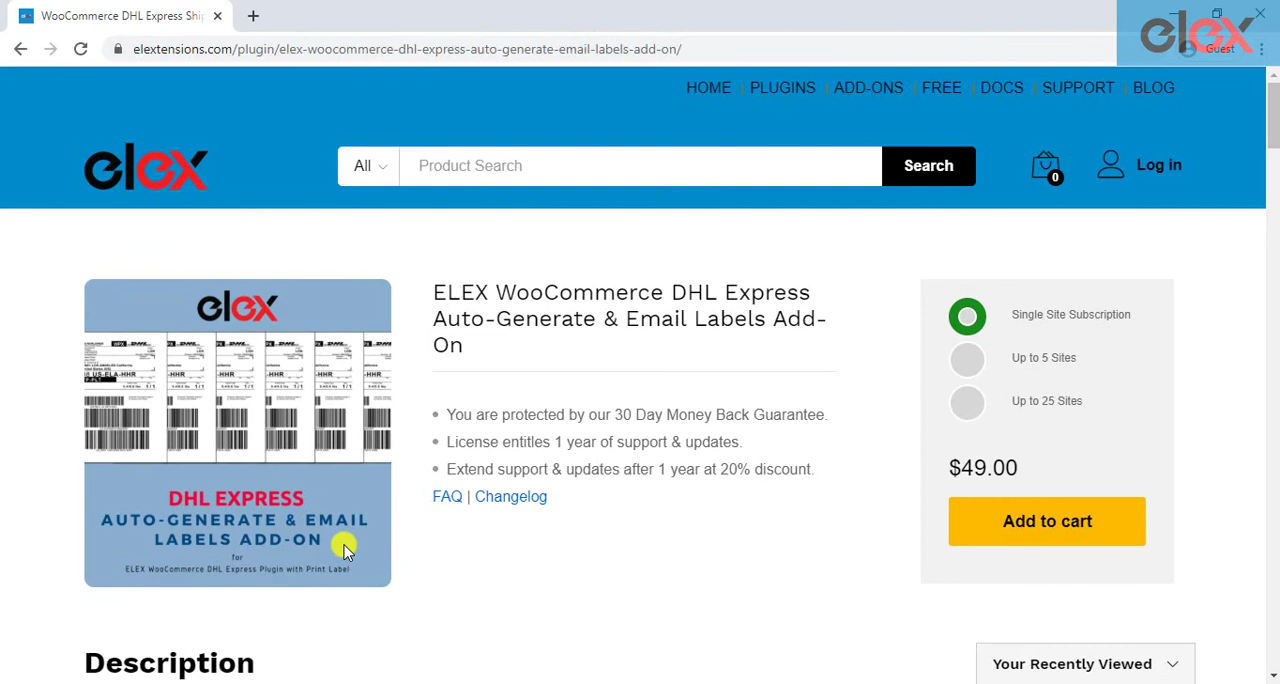 WooCommerce DHL Express Ship
elextensions.com/plugin/elex-woocommerce-dhl-express-auto-generate-email-labels-add-on/
elex
Guest
HOME PLUGINS ADD-ONS FREE DOCS SUPPORT BLOG
elex
All
Product Search
Search
0
Log in
elex
DHL EXPRESS
AUTO-GENERATE & EMAIL
LABELS ADD-ON
for
ELEX WooCommerce DHL Express Plugin with Print Label
ELEX WooCommerce DHL Express
Auto-Generate & Email Labels Add-
On
You are protected by our 30 Day Money Back Guarantee.
License entitles 1 year of support & updates.
Extend support & updates after 1 year at 20% discount.
FAQ | Changelog
Single Site Subscription
Up to 5 Sites
Up to 25 Sites
$49.00
Add to cart
Description
Your Recently Viewed